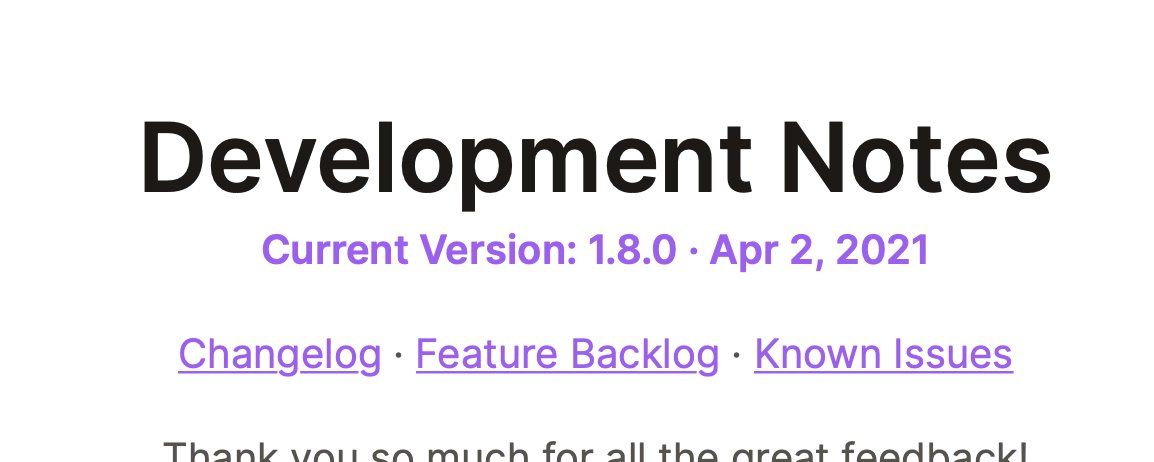 Development Notes
Current Version: 1.8.0 · Apr 2, 2021
Changelog · Feature Backlog · Known Issues
Thank you so much for all the great feedback!